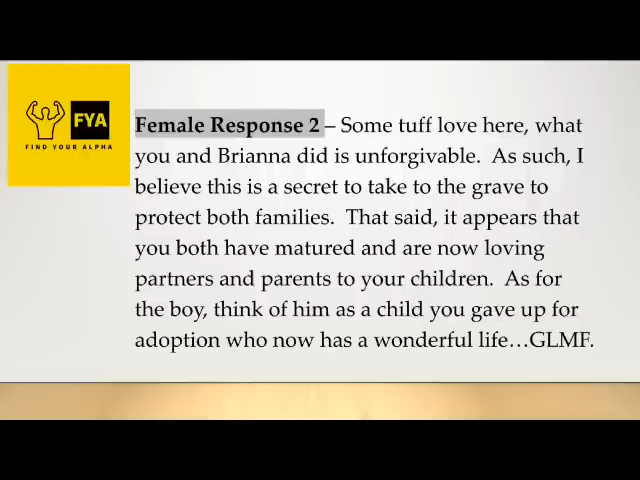 FYA
FIND YOUR ALPHA
Female Response 2 – Some tuff love here, what
you and Brianna did is unforgivable.  As such, I
believe this is a secret to take to the grave to
protect both families.  That said, it appears that
you both have matured and are now loving
partners and parents to your children.  As for
the boy, think of him as a child you gave up for
adoption who now has a wonderful life…GLMF.